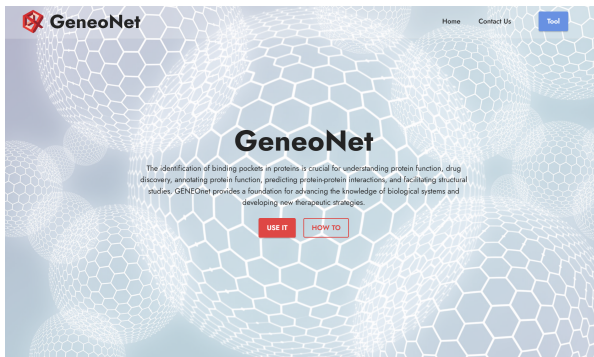 GeneoNet
Home Contact Us Tool
GeneoNet
The identification of binding pockets in proteins is crucial for understanding protein function, drug
discovery, annotating protein function, predicting protein-protein interactions, and facilitating structural
studies. GENEOnet provides a foundation for advancing the knowledge of biological systems and
developing new therapeutic strategies.
USE IT HOW TO